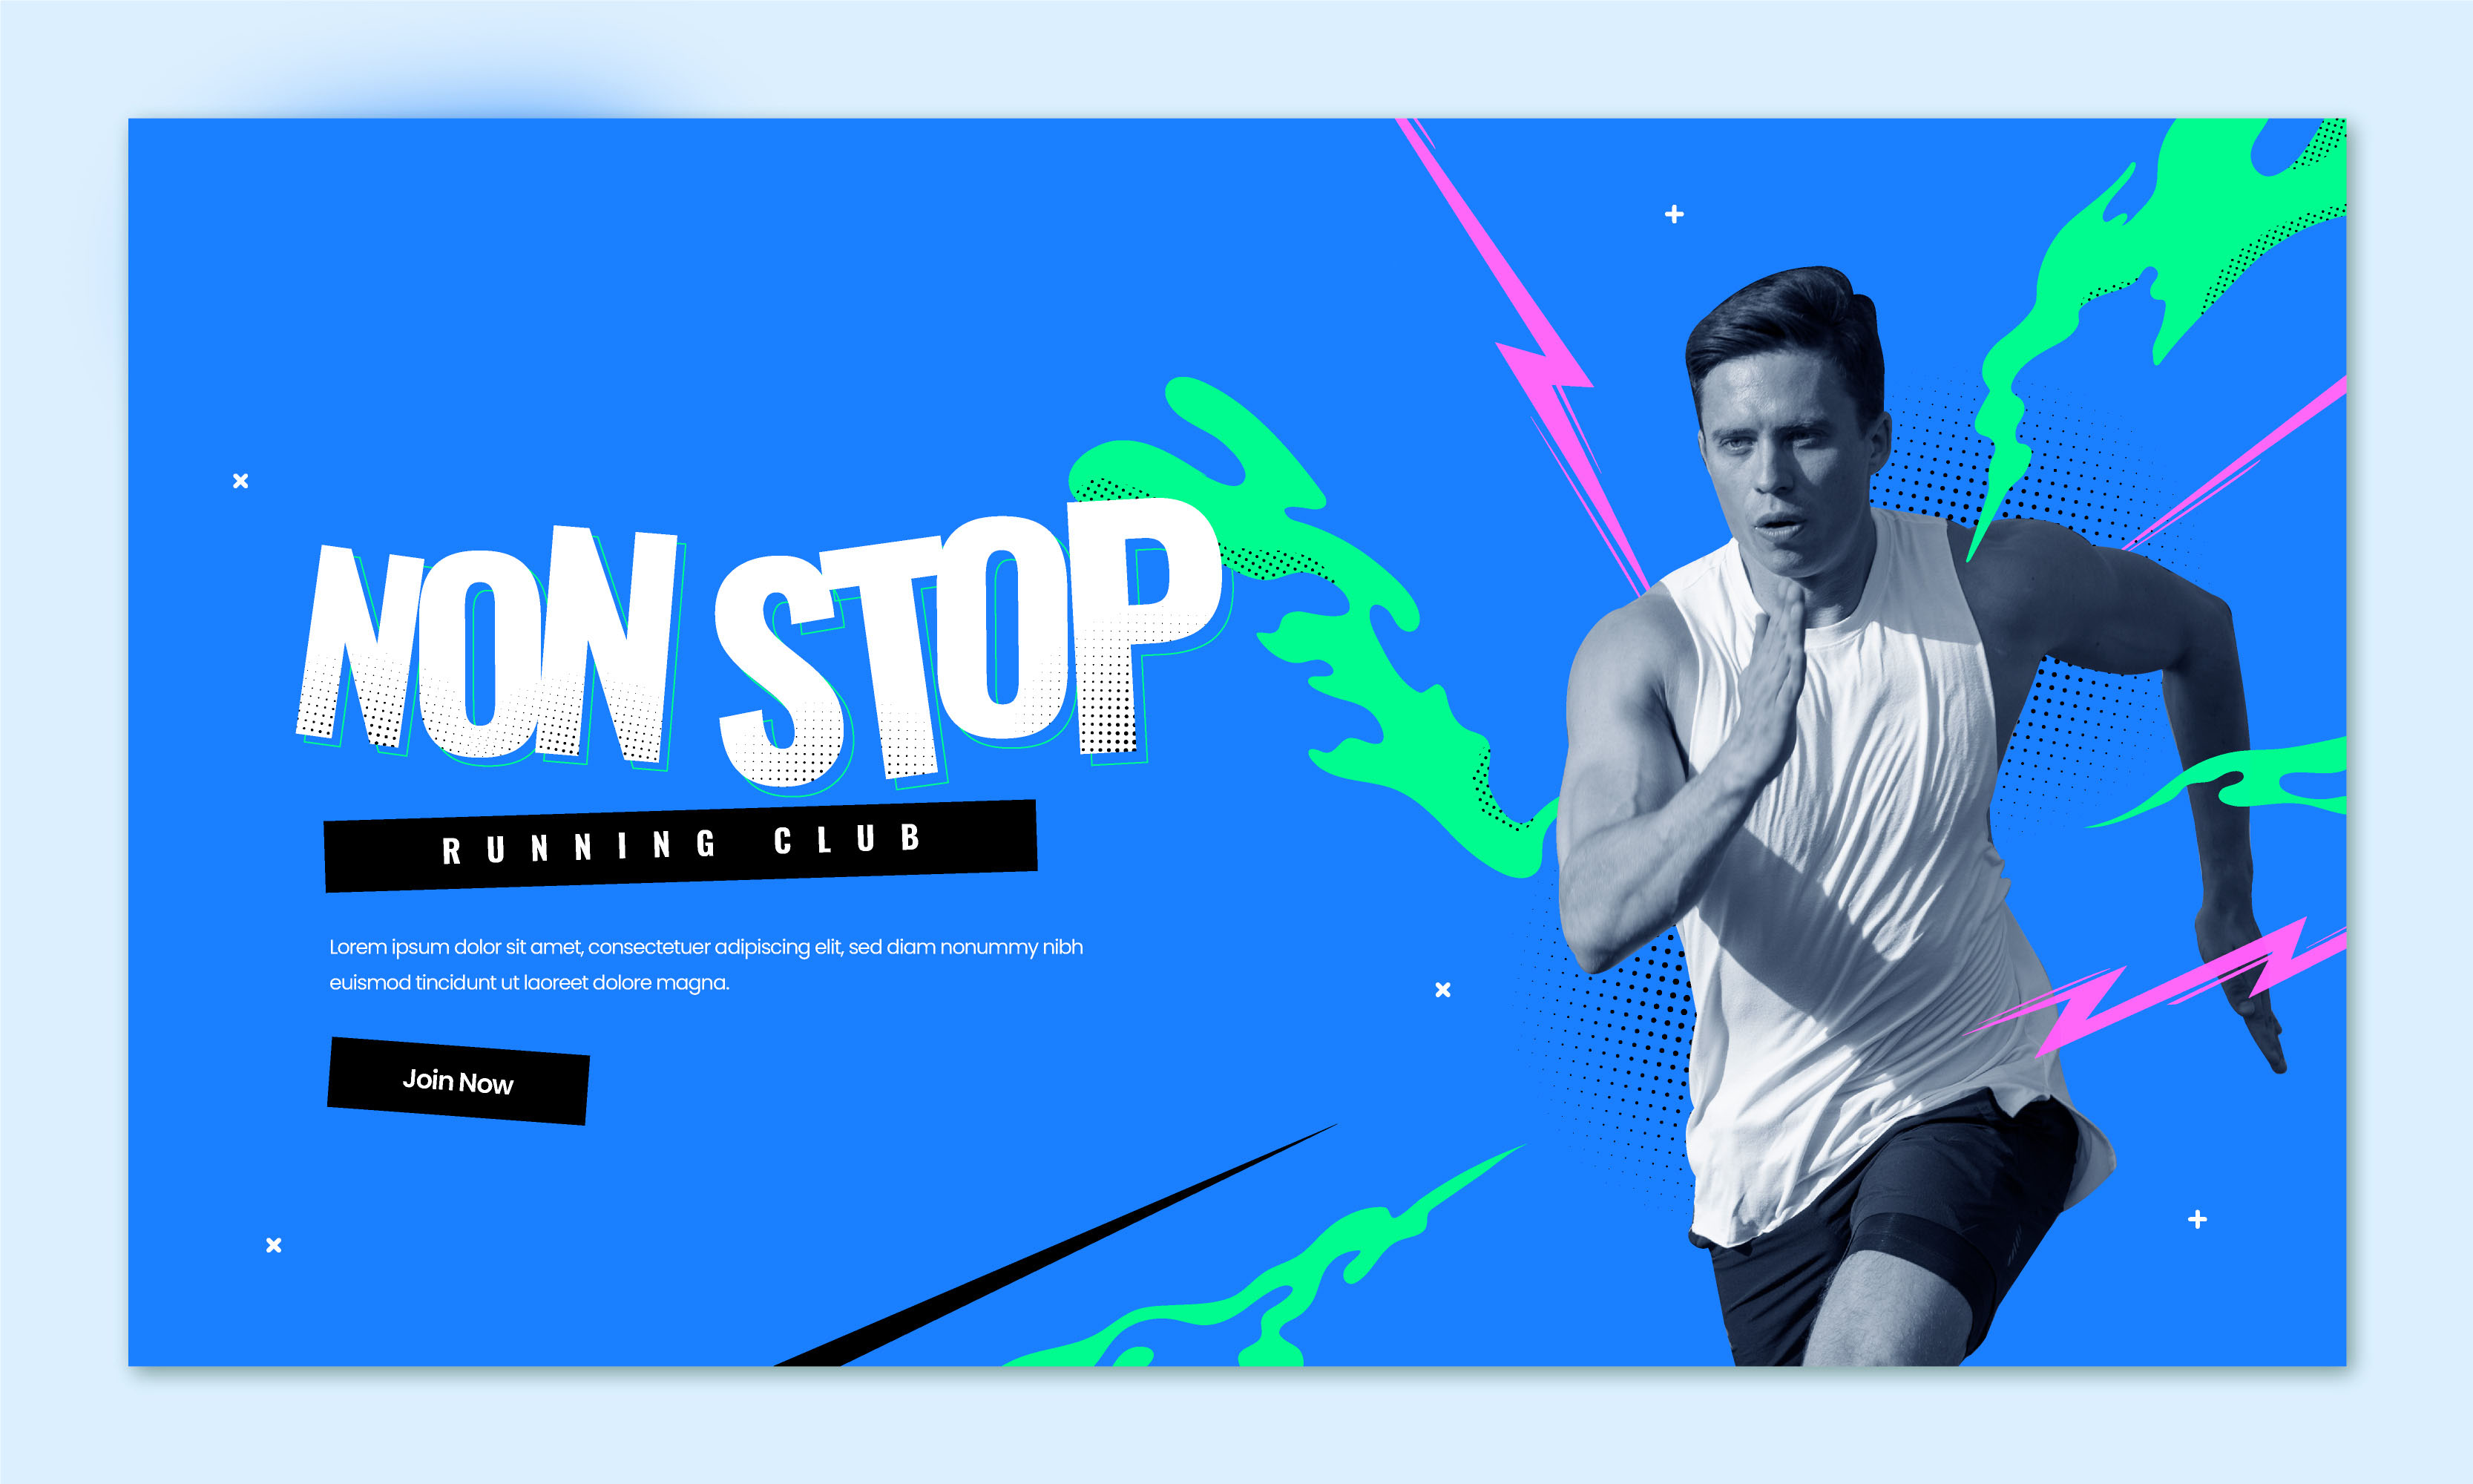 NON STOP
RUNNING CLUB
Lorem ipsum dolor sit amet, consectetuer adipiscing elit, sed diam nonummy nibh
euismod tincidunt ut laoreet dolore magna.
Join Now